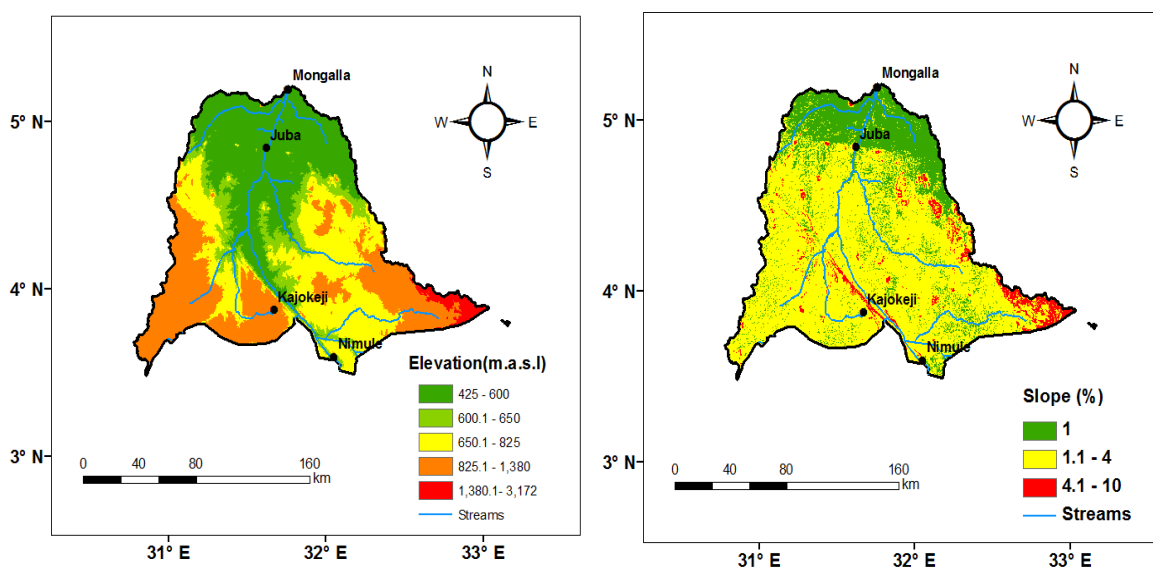 Mongalla
N
5° N
W
E
Juba
S
4° N
Kajokeji
Nimule
Elevation(m.a.s.l)
425 - 600
600.1 - 650
650.1 - 825
825.1 - 1,380
1,380.1- 3,172
Streams
3° N
0 40 80 160
km
31° E 32° E 33° E
Mongalla
N
5° N
W
E
Juba
S
4° N
Kajokeji
Nimule
Slope (%)
1
1.1 - 4
4.1 - 10
Streams
3° N
0 40 80 160
km
31° E 32° E 33° E